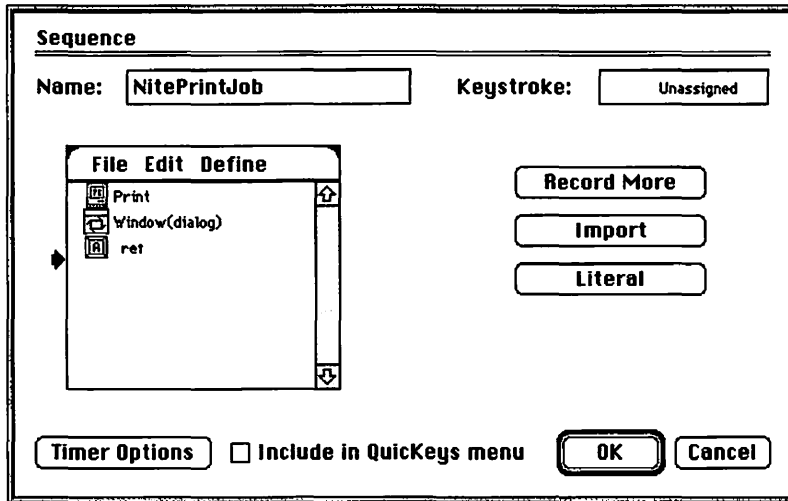 Sequence
Name: NitePrintJob Keystroke: Unassigned
File Edit Define
Print
Window(dialog)
ret
Record More
Import
Literal
Timer Options Include in QuicKeys menu OK Cancel